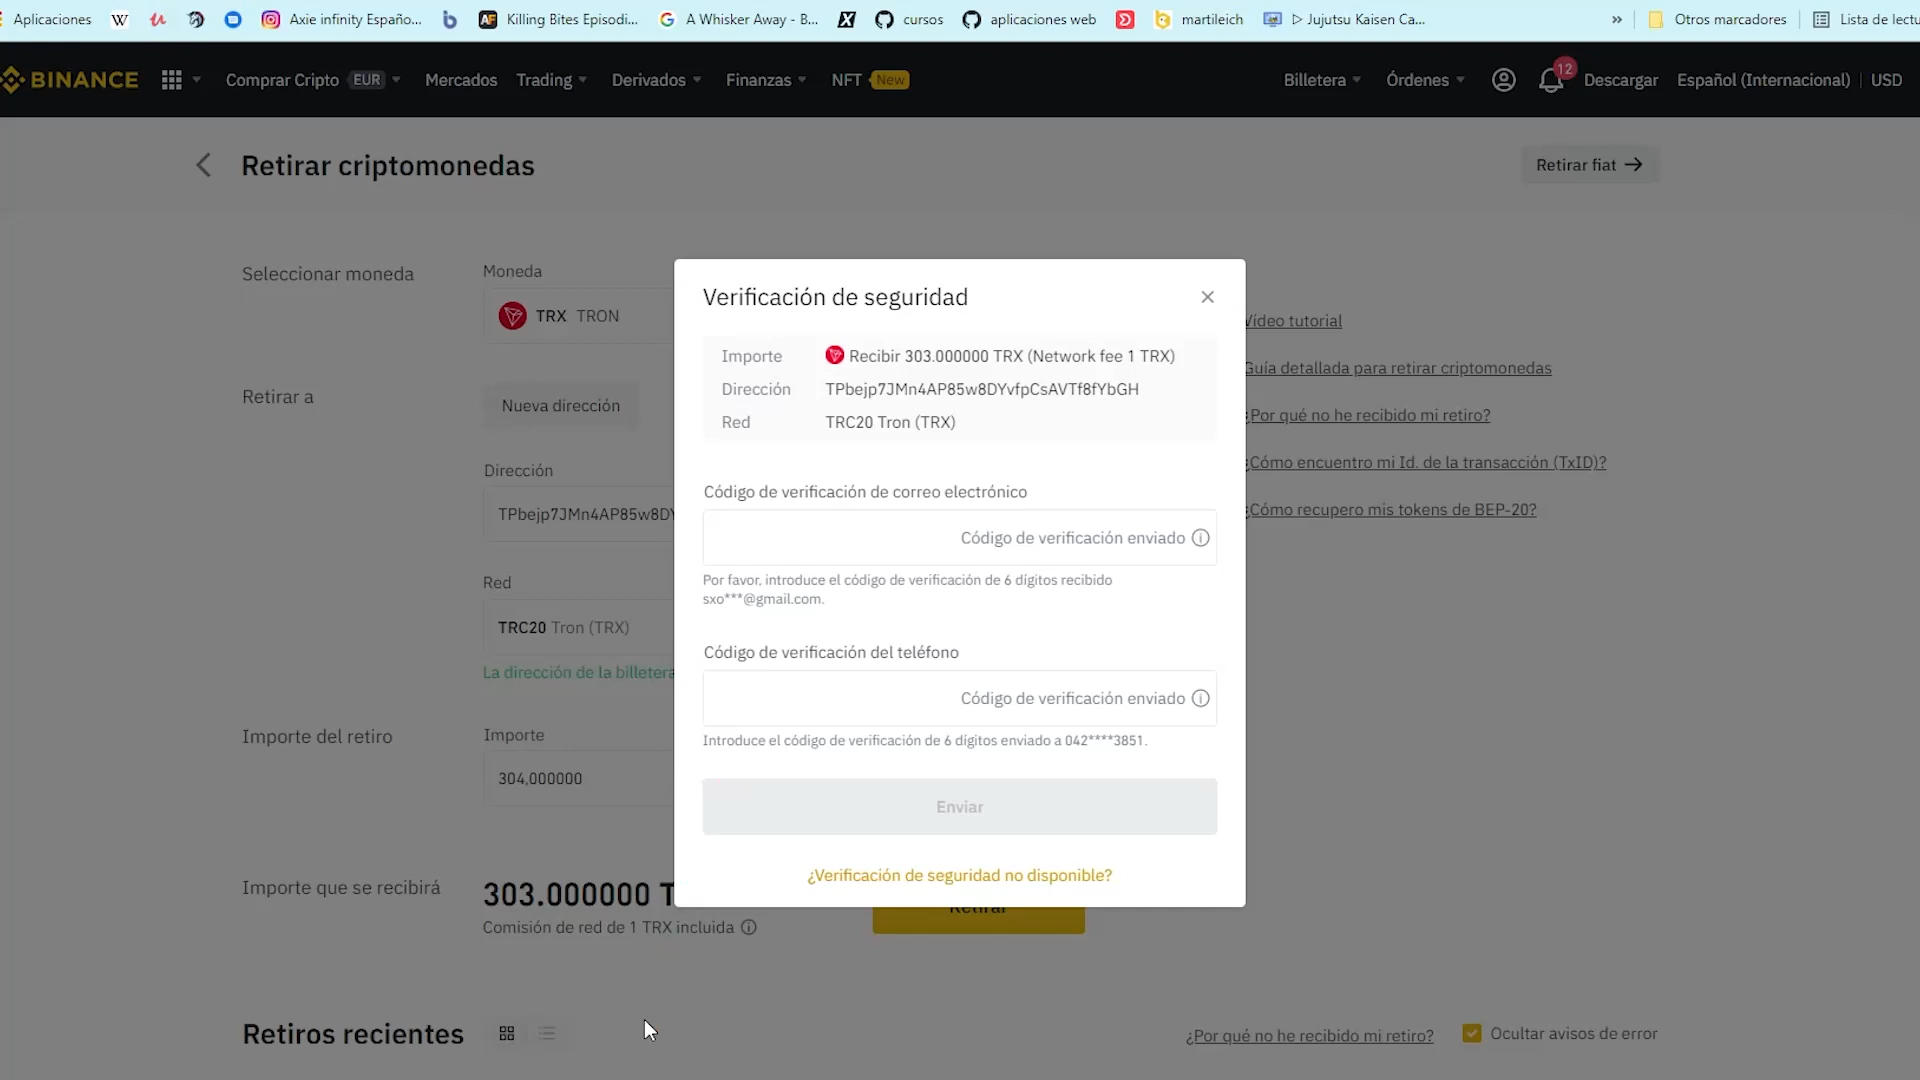 Aplicaciones
Axie infinity Españo...
Killing Bites Episodi...
A Whisker Away - B...
cursos
aplicaciones web
martileich
▷ Jujutsu Kaisen Ca...
»
Otros marcadores
Lista de lectu
BINANCE
Comprar Cripto EUR
Mercados
Trading
Derivados
Finanzas
NFT New
Billetera
Órdenes
12
Descargar
Español (Internacional)
USD
Retirar criptomonedas
Retirar fiat →
Seleccionar moneda
Moneda
TRX TRON
Retirar a
Nueva dirección
Dirección
TPbejp7JMn4AP85w8DY
Red
TRC20 Tron (TRX)
La dirección de la billetera
Importe del retiro
Importe
304,000000
Importe que se recibirá
303.000000 T
Comisión de red de 1 TRX incluida
Verificación de seguridad
Importe Recibir 303.000000 TRX (Network fee 1 TRX)
Dirección TPbejp7JMn4AP85w8DYvfpCsAVTf8fYbGH
Red TRC20 Tron (TRX)
Código de verificación de correo electrónico
Código de verificación enviado
Por favor, introduce el código de verificación de 6 dígitos recibido
sxo***@gmail.com.
Código de verificación del teléfono
Código de verificación enviado
Introduce el código de verificación de 6 dígitos enviado a 042****3851.
Enviar
¿Verificación de seguridad no disponible?
Retirar
Vídeo tutorial
Guía detallada para retirar criptomonedas
¿Por qué no he recibido mi retiro?
¿Cómo encuentro mi Id. de la transacción (TxID)?
¿Cómo recupero mis tokens de BEP-20?
Retiros recientes
¿Por qué no he recibido mi retiro?
Ocultar avisos de error